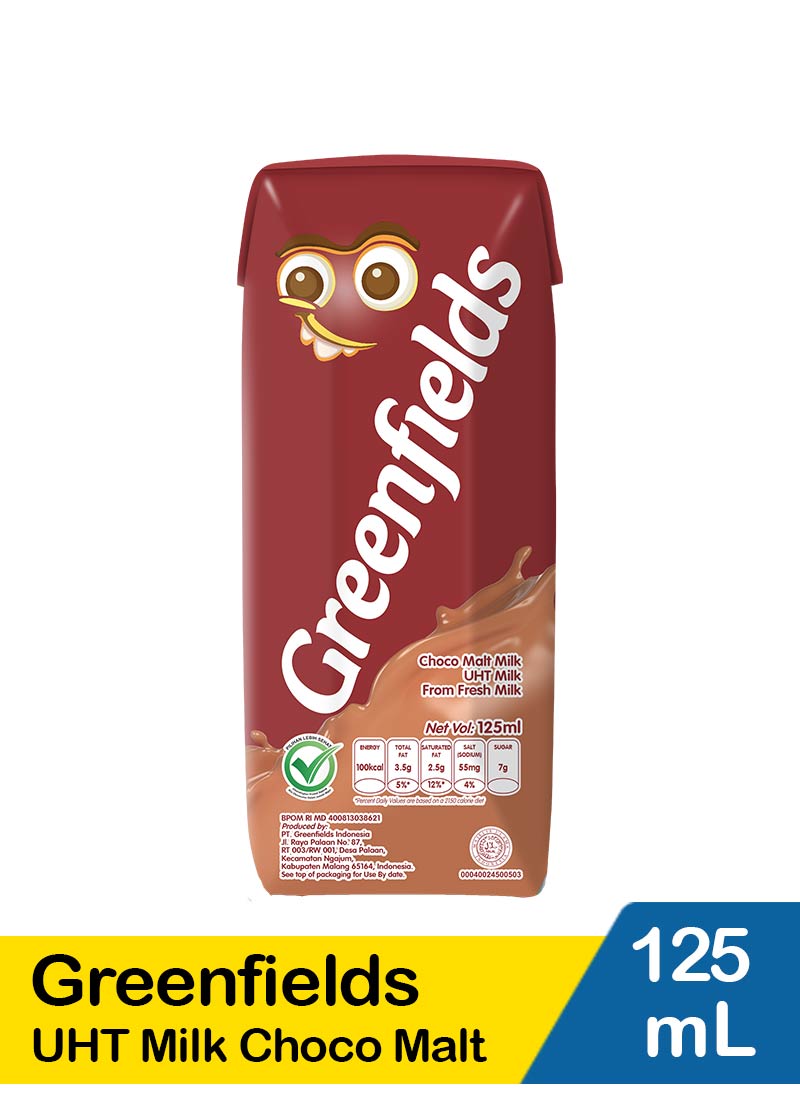 Greenfields
Choco Malt Milk
UHT Milk
From Fresh Milk
Net Vol: 125ml
PILIHAN LEBIH SEHAT
ENERGY TOTAL FAT SATURATED FAT SALT (SODIUM) SUGAR
100kcal 3.5g 2.5g 55mg 7g
5%* 12%* 4%
*Percent Daily Values are based on a 2150 calorie diet
BPOM RI MD 400813038621
Produced by:
PT. Greenfields Indonesia
Jl. Raya Palaan No. 87,
RT 003/RW 001, Desa Palaan,
Kecamatan Ngajum,
Kabupaten Malang 65164, Indonesia.
See top of packaging for Use By date.
00040024500503
Greenfields
UHT Milk Choco Malt
125
mL